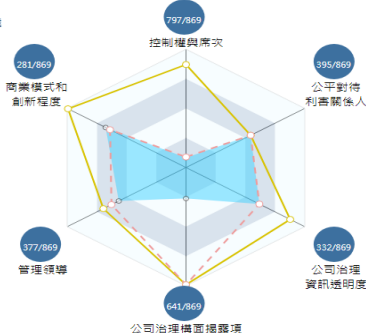 797/869
控制權與席次
281/869
商業模式和
創新程度
395/869
公平對待
利害關係人
377/869
管理領導
332/869
公司治理
資訊透明度
641/869
公司治理構面揭露項